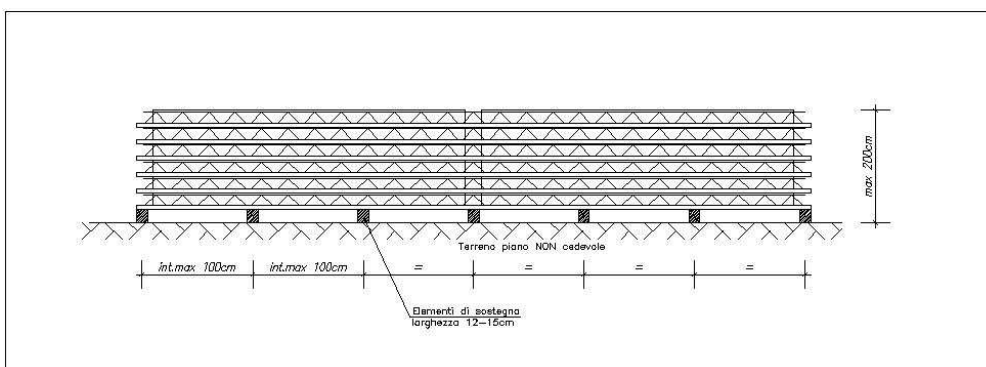 max 200cm
Terreno piano NON cedevole
int.max 100cm int.max 100cm = = = =
Elementi di sostegno
larghezza 12-15cm